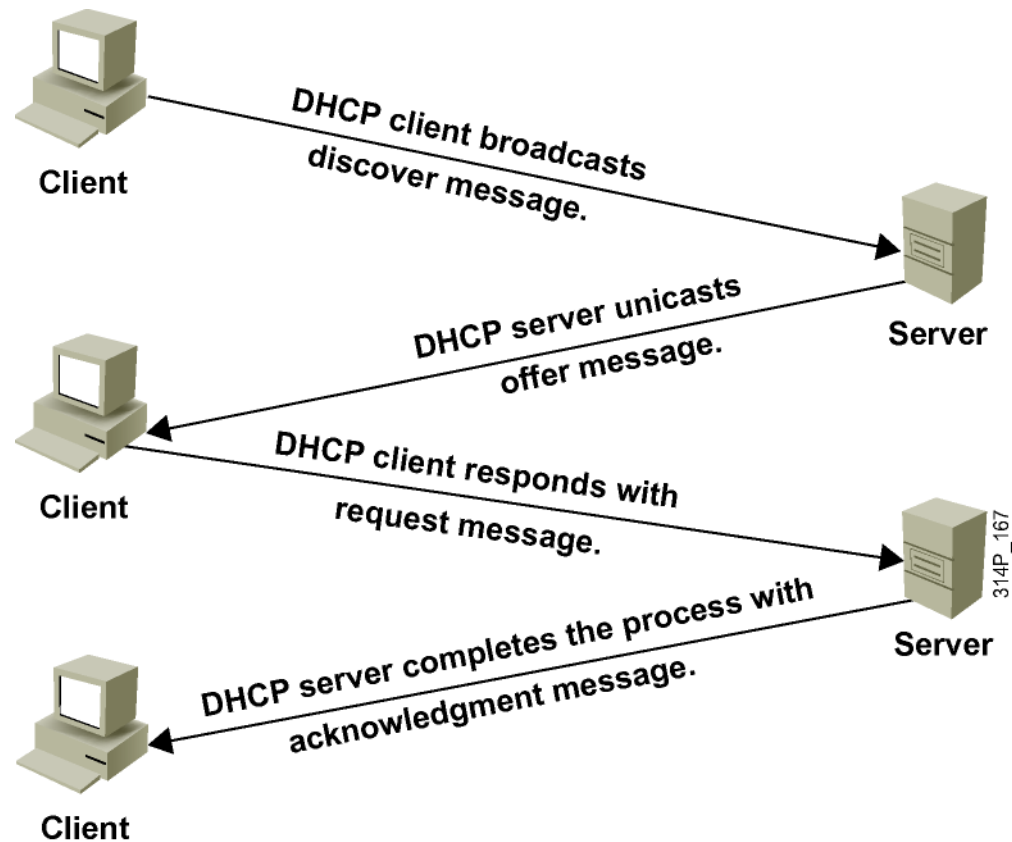 DHCP client broadcasts
discover message.
Client
DHCP server unicasts
offer message.
Server
DHCP client responds with
request message.
Client
314P_167
DHCP server completes the process with
acknowledgment message.
Server
Client